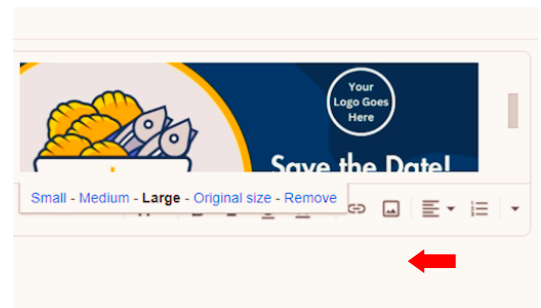 Your
Logo Goes
Here
Save the Date!
Small - Medium - Large - Original size - Remove